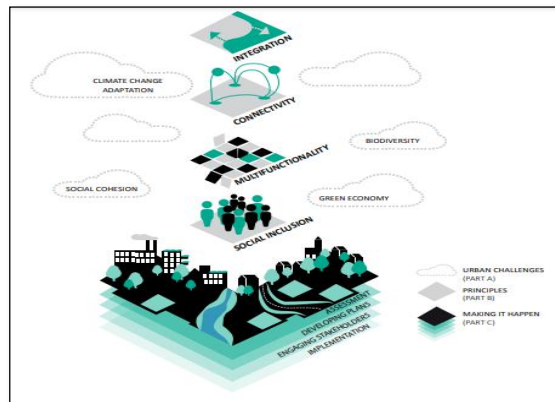 INTEGRATION
CLIMATE CHANGE
ADAPTATION
CONNECTIVITY
BIODIVERSITY
MULTIFUNCTIONALITY
SOCIAL COHESION
GREEN ECONOMY
SOCIAL INCLUSION
ASSESSMENT
DEVELOPING PLANS
ENGAGING STAKEHOLDERS
IMPLEMENTATION
URBAN CHALLENGES
(PART A)
PRINCIPLES
(PART B)
MAKING IT HAPPEN
(PART C)